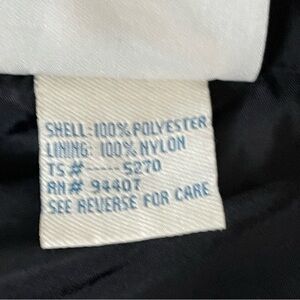 SHELL: 100% POLYESTER
LINING: 100% NYLON
TS#-----5270
RN# 94407
SEE REVERSE FOR CARE